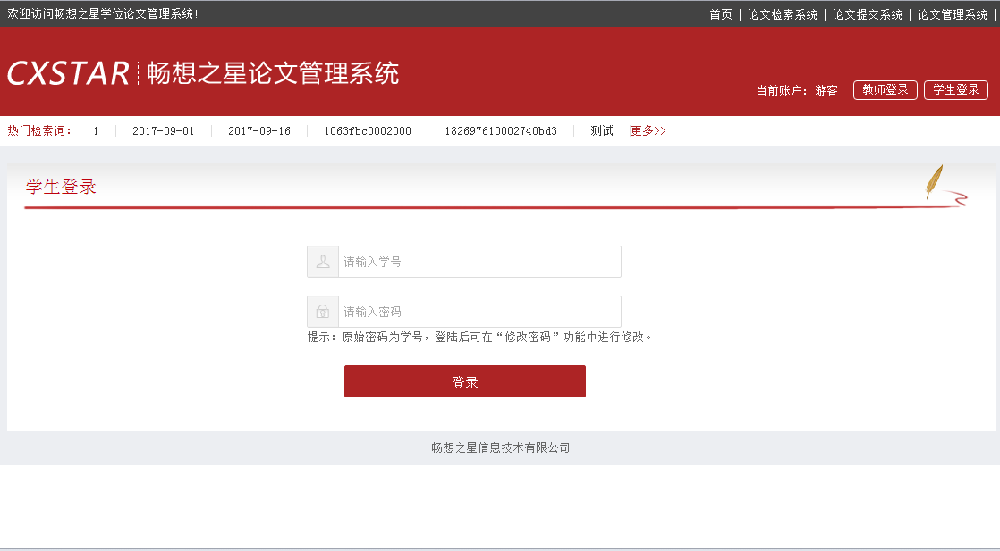 欢迎访问畅想之星学位论文管理系统!
首页 | 论文检索系统 | 论文提交系统 | 论文管理系统 |
CXSTAR 畅想之星论文管理系统
当前账户: 游客 教师登录 学生登录
热门检索词: 1 2017-09-01 2017-09-16 1063fbc0002000 182697610002740bd3 测试 更多>>
学生登录
请输入学号
请输入密码
提示: 原始密码为学号，登陆后可在“修改密码”功能中进行修改。
登录
畅想之星信息技术有限公司